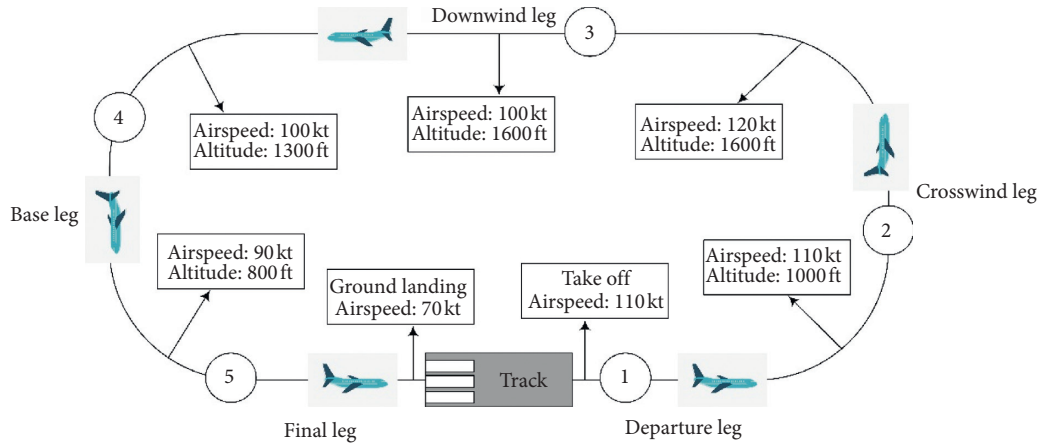 Downwind leg
3
4
Airspeed: 100 kt
Altitude: 1300 ft
Airspeed: 100 kt
Altitude: 1600 ft
Airspeed: 120 kt
Altitude: 1600 ft
Crosswind leg
Base leg
2
Airspeed: 90 kt
Altitude: 800 ft
Ground landing
Airspeed: 70 kt
Take off
Airspeed: 110 kt
Airspeed: 110 kt
Altitude: 1000 ft
5
Track
1
Final leg
Departure leg